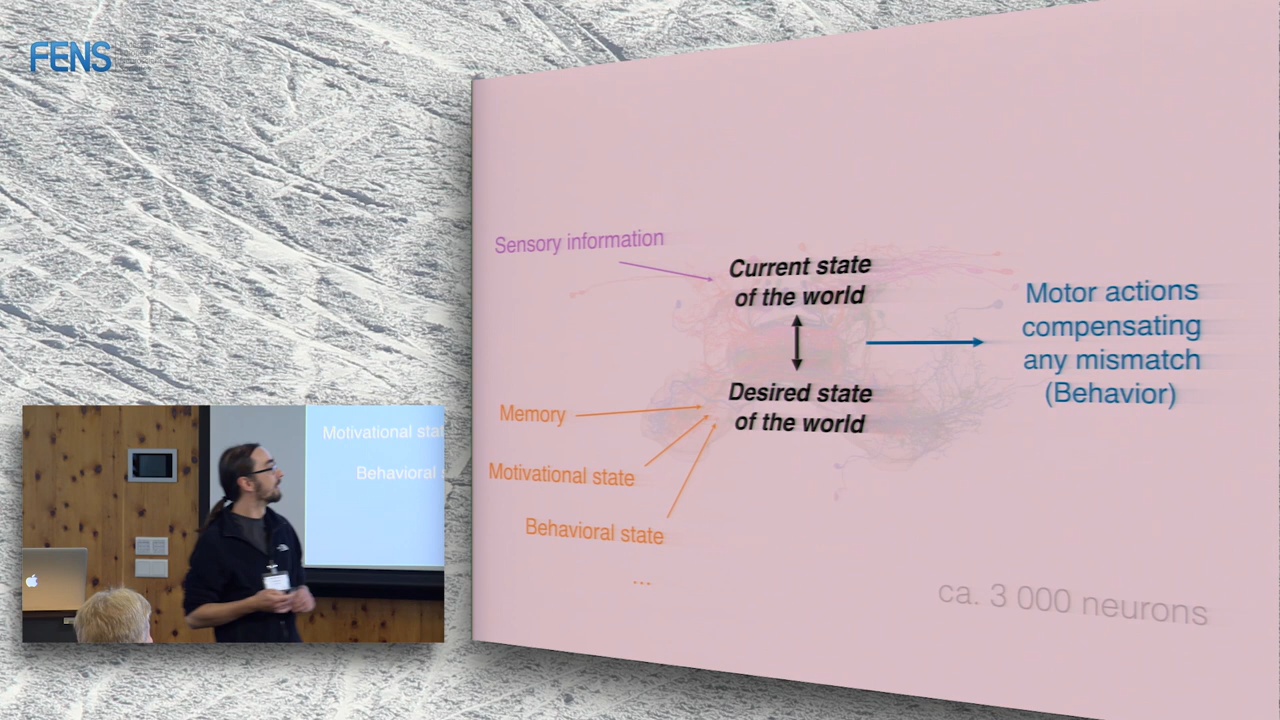 FENS
Sensory information
Current state
of the world
Motor actions
compensating
any mismatch
(Behavior)
Desired state
of the world
Memory
Motivational state
Behavioral state
...
ca. 3 000 neurons
Motivational stat
Behavioral s